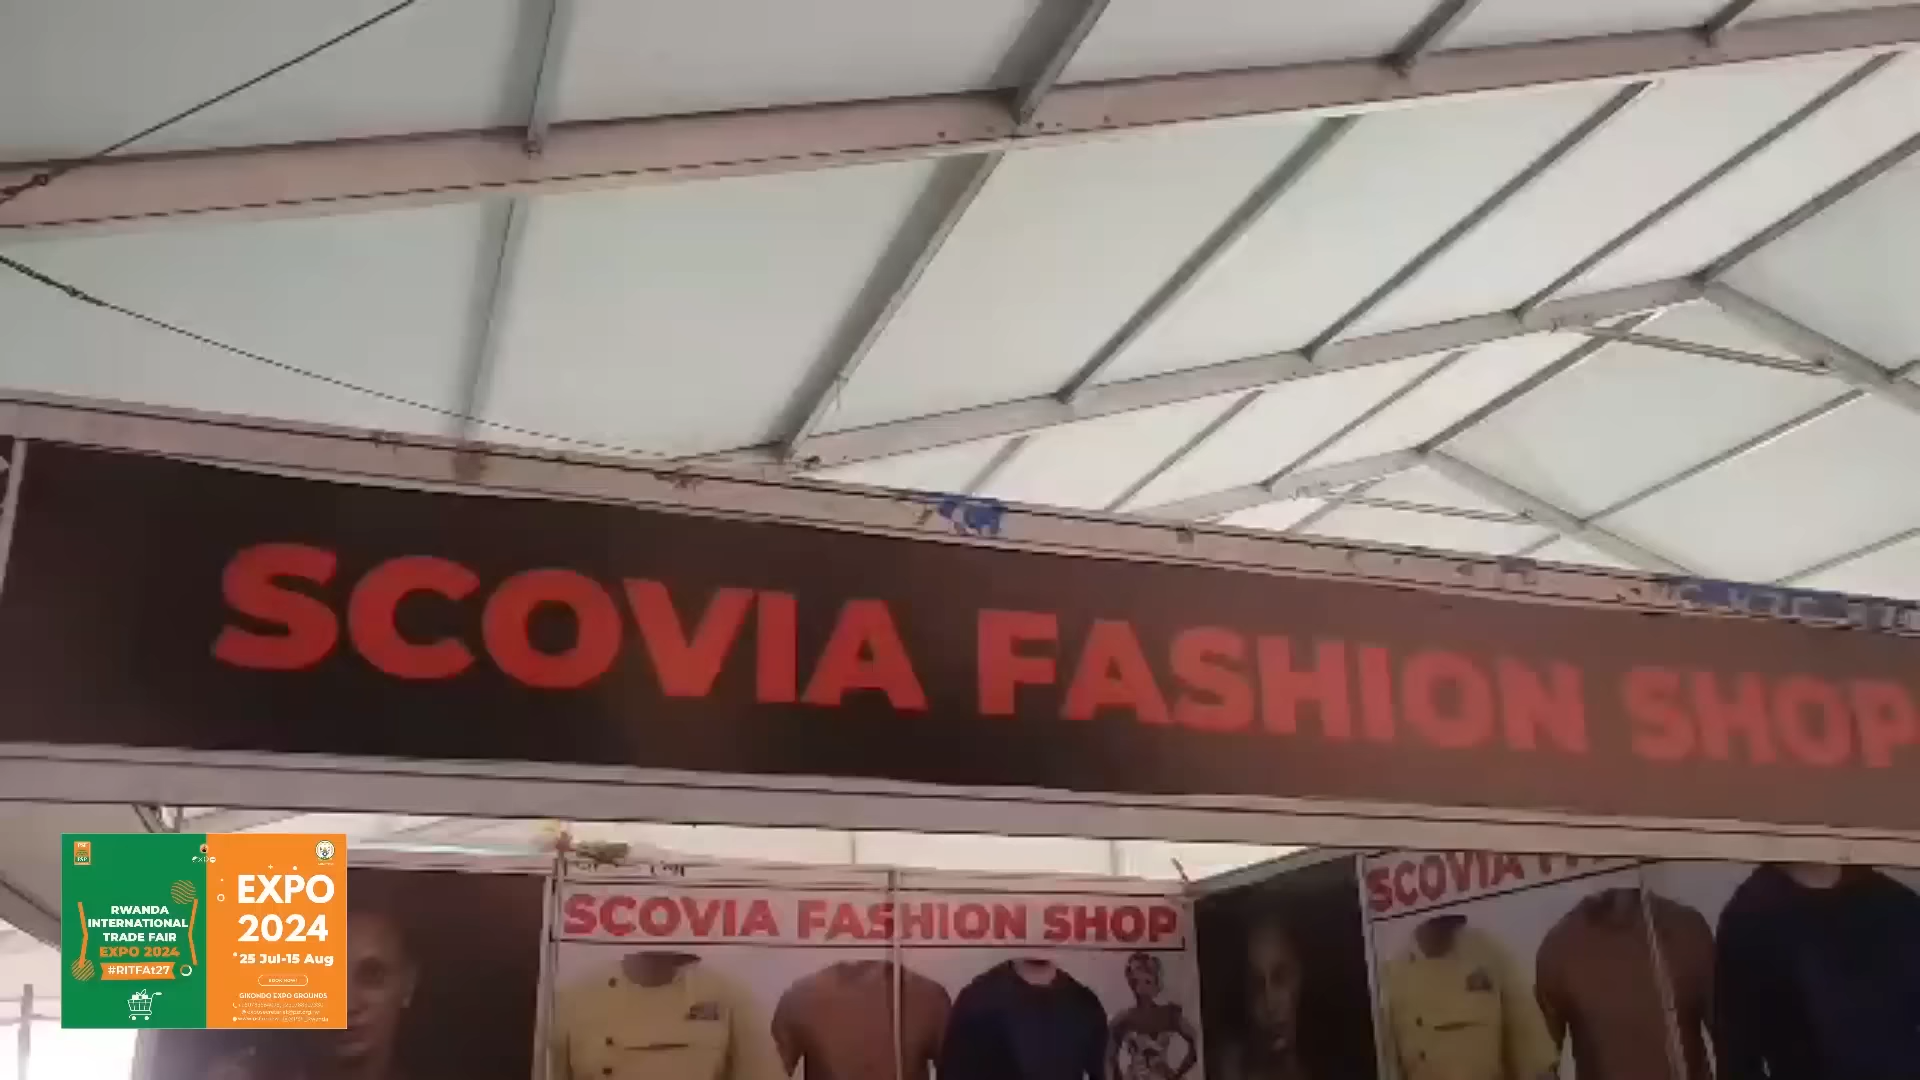 SCOVIA FASHION SHOP
SCOVIA FASHION SHOP
SCOVIA
RWANDA
INTERNATIONAL
TRADE FAIR
EXPO 2024
#RITFAt27
EXPO
2024
25 Jul-15 Aug
GIKONDO EXPO GROUNDS